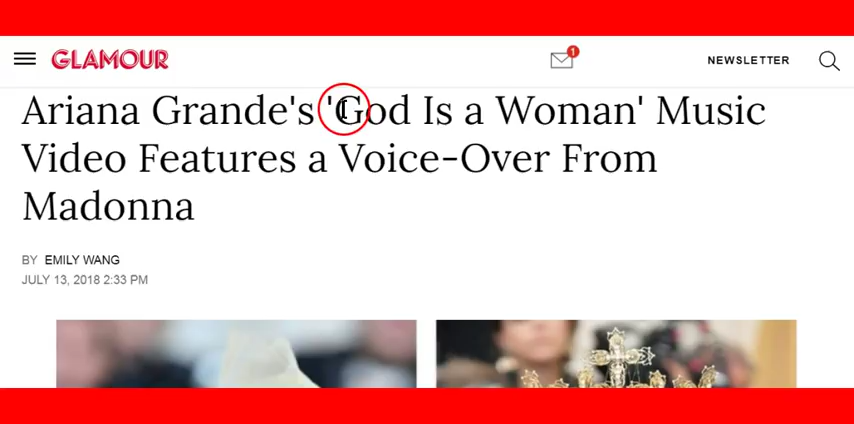 GLAMOUR
1
NEWSLETTER
Ariana Grande's 'God Is a Woman' Music
Video Features a Voice-Over From
Madonna
BY EMILY WANG
JULY 13, 2018 2:33 PM